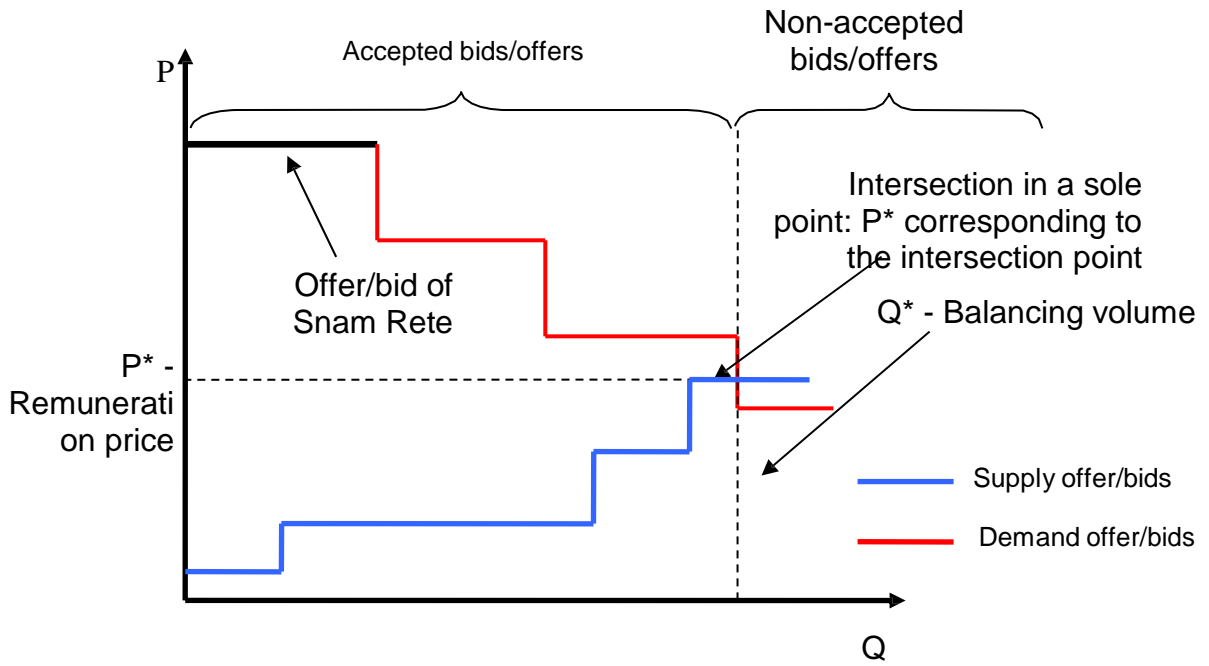 Non-accepted
bids/offers
Accepted bids/offers
P
Intersection in a sole
point: P* corresponding to
the intersection point
Offer/bid of
Snam Rete
Q* - Balancing volume
P* -
Remunerati
on price
Supply offer/bids
Demand offer/bids
Q